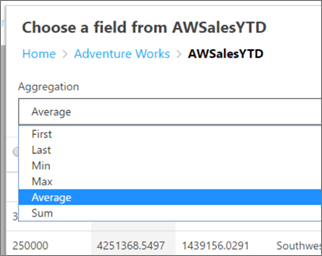 Choose a field from AWSalesYTD
Home > Adventure Works > AWSalesYTD
Aggregation
Average
First
Last
Min
Max
Average
Sum
250000 4251368.5497 1439156.0291 Southwes